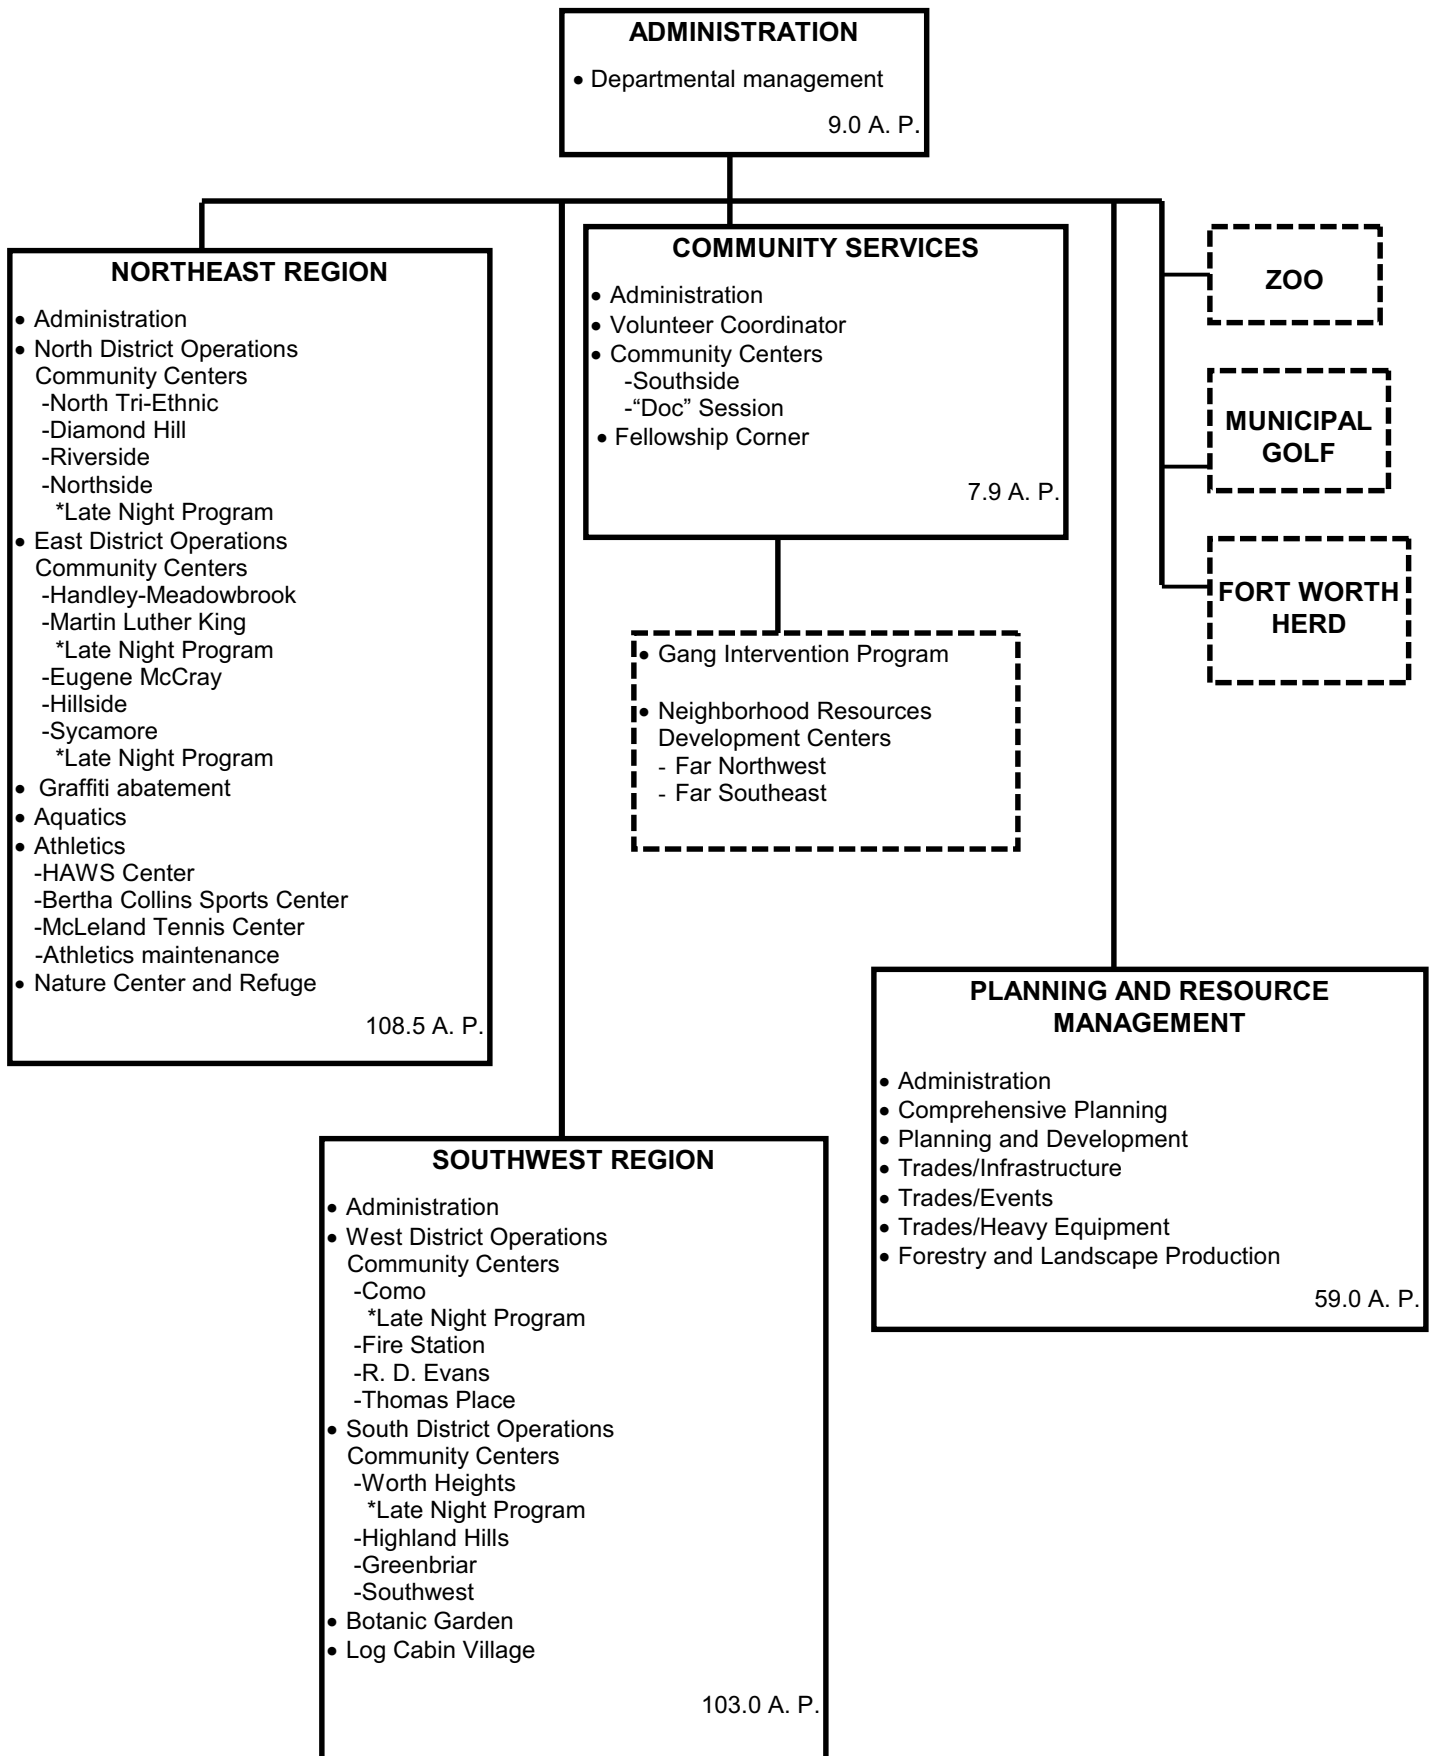 ADMINISTRATION
• Departmental management
9.0 A. P.
NORTHEAST REGION
• Administration
• North District Operations
Community Centers
-North Tri-Ethnic
-Diamond Hill
-Riverside
-Northside
*Late Night Program
• East District Operations
Community Centers
-Handley-Meadowbrook
-Martin Luther King
*Late Night Program
-Eugene McCray
-Hillside
-Sycamore
*Late Night Program
• Graffiti abatement
• Aquatics
• Athletics
-HAWS Center
-Bertha Collins Sports Center
-McLeland Tennis Center
-Athletics maintenance
• Nature Center and Refuge
108.5 A. P.
COMMUNITY SERVICES
• Administration
• Volunteer Coordinator
• Community Centers
-Southside
-“Doc” Session
• Fellowship Corner
7.9 A. P.
• Gang Intervention Program
• Neighborhood Resources
Development Centers
- Far Northwest
- Far Southeast
ZOO
MUNICIPAL
GOLF
FORT WORTH
HERD
SOUTHWEST REGION
• Administration
• West District Operations
Community Centers
-Como
*Late Night Program
-Fire Station
-R. D. Evans
-Thomas Place
• South District Operations
Community Centers
-Worth Heights
*Late Night Program
-Highland Hills
-Greenbriar
-Southwest
• Botanic Garden
• Log Cabin Village
103.0 A. P.
PLANNING AND RESOURCE
MANAGEMENT
• Administration
• Comprehensive Planning
• Planning and Development
• Trades/Infrastructure
• Trades/Events
• Trades/Heavy Equipment
• Forestry and Landscape Production
59.0 A. P.